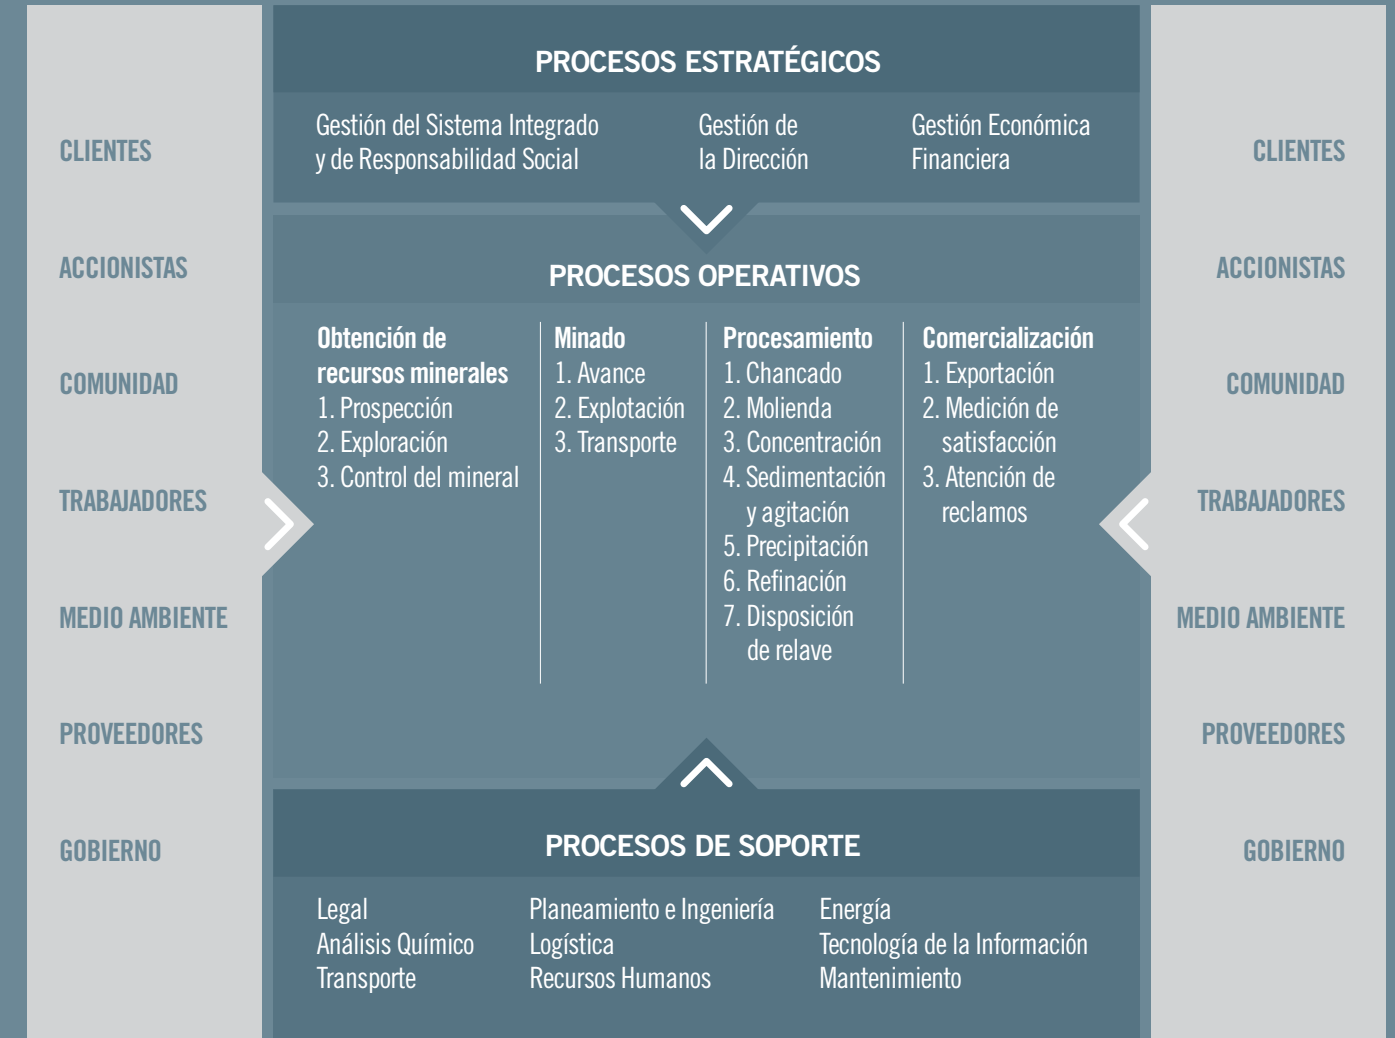 CLIENTES
ACCIONISTAS
COMUNIDAD
TRABAJADORES
MEDIO AMBIENTE
PROVEEDORES
GOBIERNO
PROCESOS ESTRATÉGICOS
Gestión del Sistema Integrado
y de Responsabilidad Social
Gestión de
la Dirección
Gestión Económica
Financiera
PROCESOS OPERATIVOS
Obtención de
recursos minerales
1. Prospección
2. Exploración
3. Control del mineral
Minado
1. Avance
2. Explotación
3. Transporte
Procesamiento
1. Chancado
2. Molienda
3. Concentración
4. Sedimentación
y agitación
5. Precipitación
6. Refinación
7. Disposición
de relave
Comercialización
1. Exportación
2. Medición de
satisfacción
3. Atención de
reclamos
PROCESOS DE SOPORTE
Legal
Análisis Químico
Transporte
Planeamiento e Ingeniería
Logística
Recursos Humanos
Energía
Tecnología de la Información
Mantenimiento
CLIENTES
ACCIONISTAS
COMUNIDAD
TRABAJADORES
MEDIO AMBIENTE
PROVEEDORES
GOBIERNO